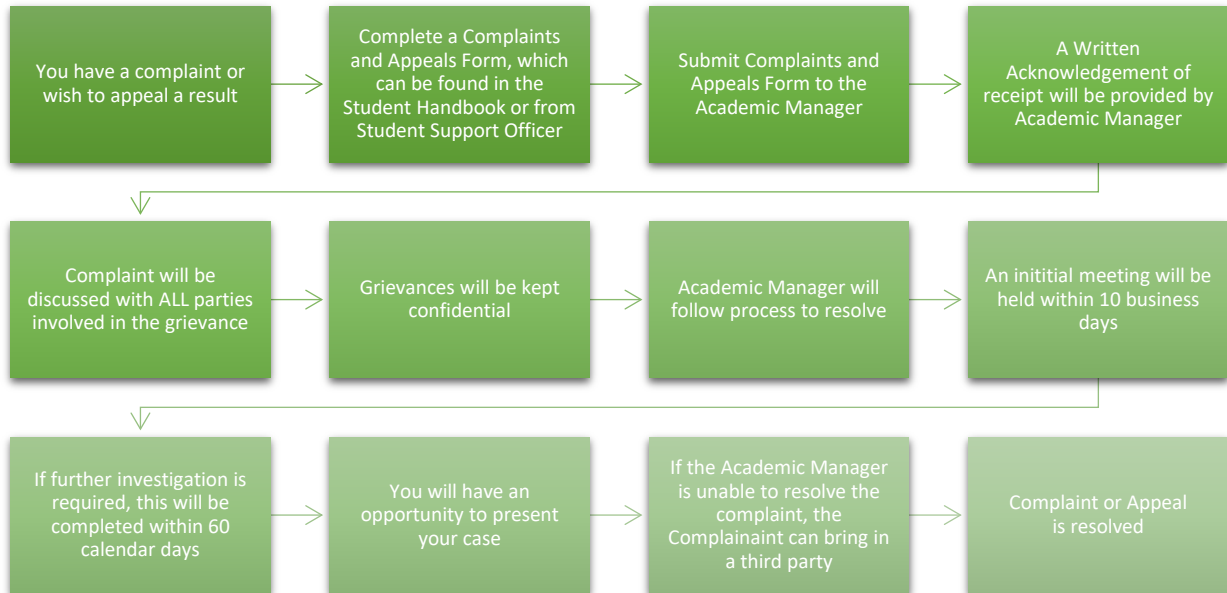 You have a complaint or
wish to appeal a result
Complete a Complaints
and Appeals Form, which
can be found in the
Student Handbook or from
Student Support Officer
Submit Complaints and
Appeals Form to the
Academic Manager
A Written
Acknowledgement of
receipt will be provided by
Academic Manager
Complaint will be
discussed with ALL parties
involved in the grievance
Grievances will be kept
confidential
Academic Manager will
follow process to resolve
An inititial meeting will be
held within 10 business
days
If further investigation is
required, this will be
completed within 60
calendar days
You will have an
opportunity to present
your case
If the Academic Manager
is unable to resolve the
complaint, the
Complainaint can bring in
a third party
Complaint or Appeal
is resolved